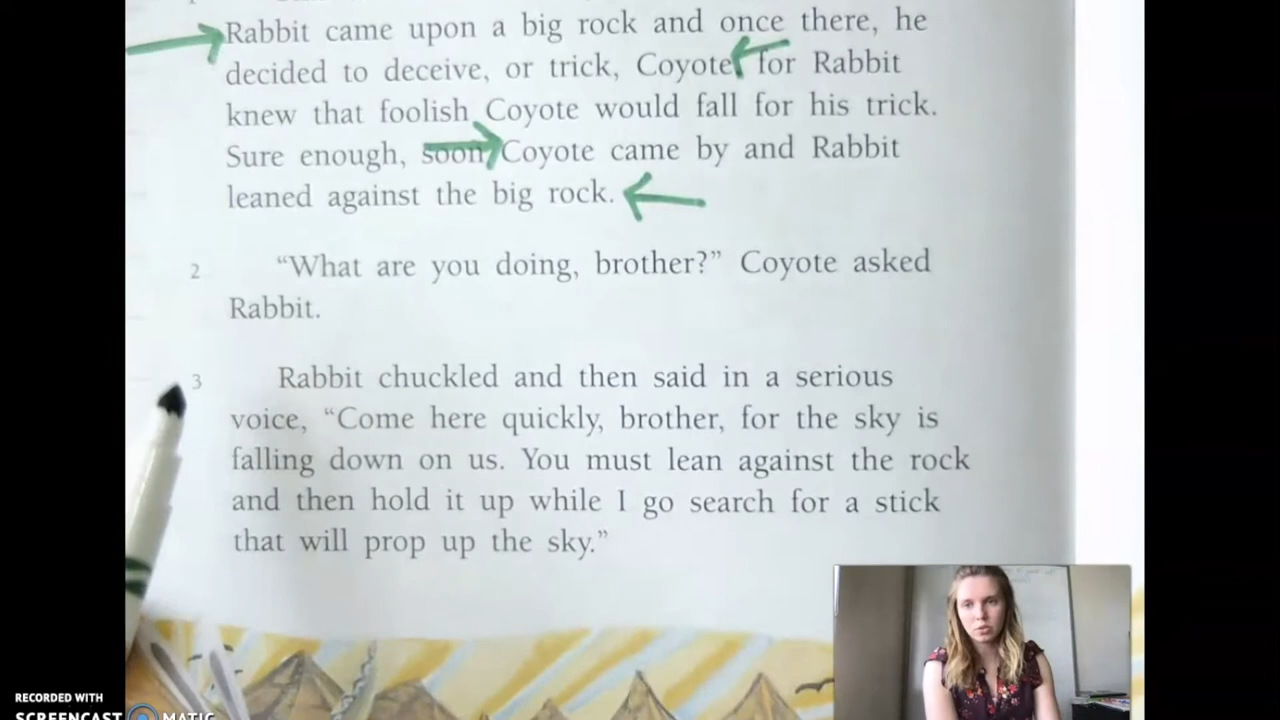 Rabbit came upon a big rock and once there, he
decided to deceive, or trick, Coyote for Rabbit
knew that foolish Coyote would fall for his trick.
Sure enough, soon, Coyote came by and Rabbit
leaned against the big rock.
2 “What are you doing, brother?” Coyote asked
Rabbit.
3 Rabbit chuckled and then said in a serious
voice, “Come here quickly, brother, for the sky is
falling down on us. You must lean against the rock
and then hold it up while I go search for a stick
that will prop up the sky.”
RECORDED WITH
SCREENCAST MATIC